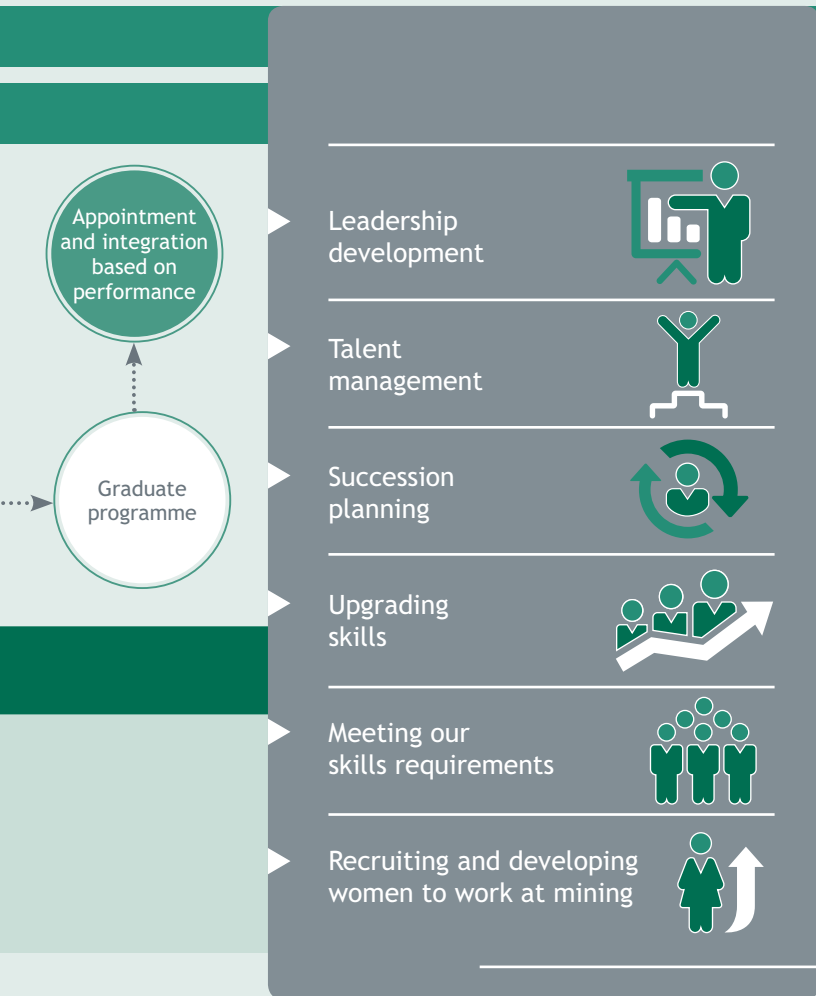 Appointment
and integration
based on
performance
Graduate
programme
Leadership
development
Talent
management
Succession
planning
Upgrading
skills
Meeting our
skills requirements
Recruiting and developing
women to work at mining